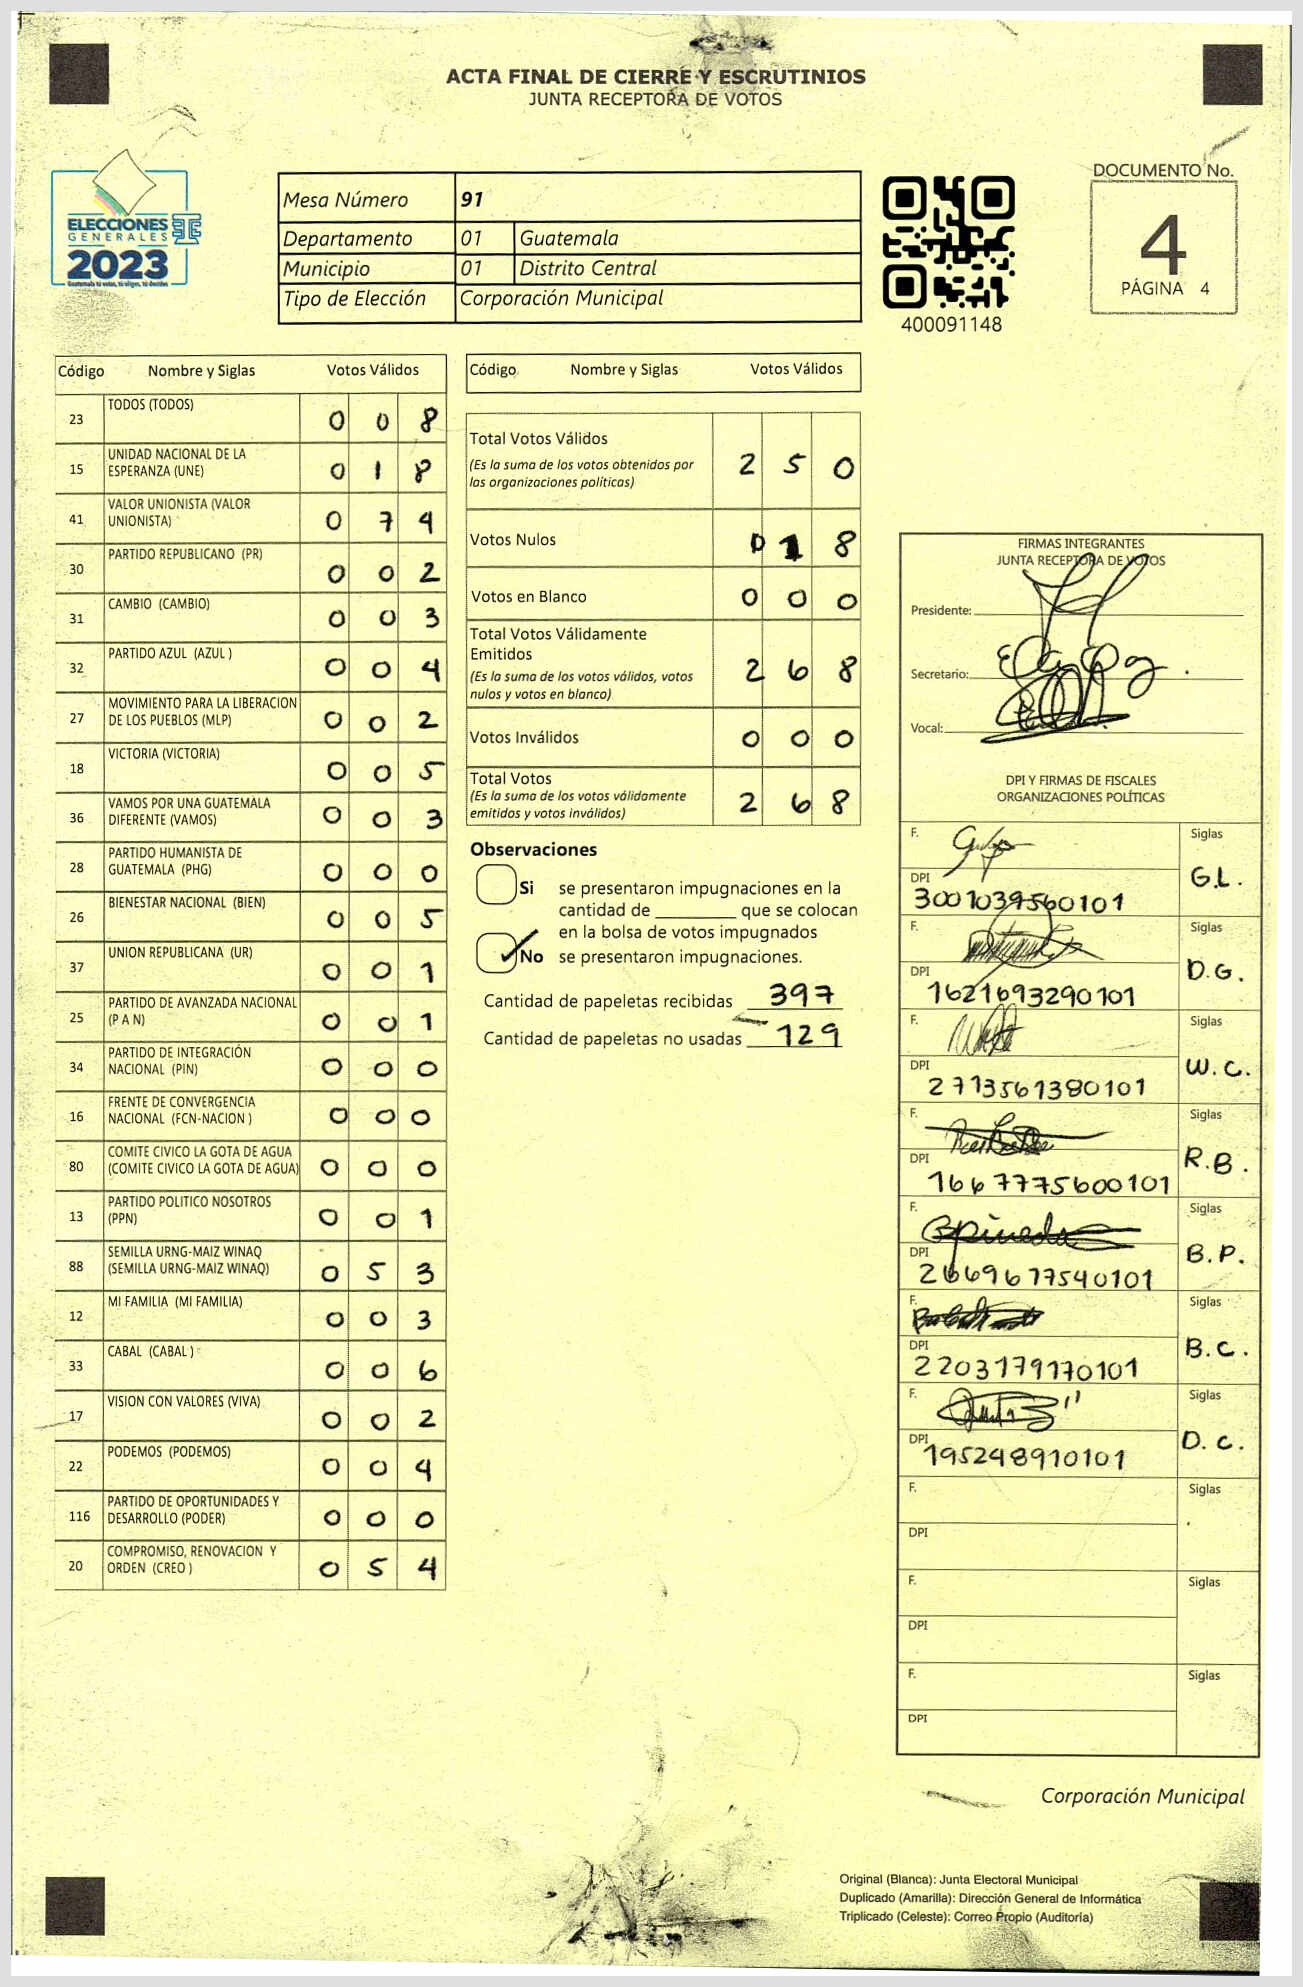 ACTA FINAL DE CIERRE Y ESCRUTINIOS
JUNTA RECEPTORA DE VOTOS
ELECCIONES
GENERALES
2023
Guatemala tú votas, tú eliges, tú decides
Mesa Número 91
Departamento 01 Guatemala
Municipio 01 Distrito Central
Tipo de Elección Corporación Municipal
400091148
DOCUMENTO No.
4
PÁGINA 4
Código Nombre y Siglas Votos Válidos
23 TODOS (TODOS) 0 0 8
15 UNIDAD NACIONAL DE LA
ESPERANZA (UNE) 0 1 8
41 VALOR UNIONISTA (VALOR
UNIONISTA) 0 7 4
30 PARTIDO REPUBLICANO (PR) 0 0 2
31 CAMBIO (CAMBIO) 0 0 3
32 PARTIDO AZUL (AZUL ) 0 0 4
27 MOVIMIENTO PARA LA LIBERACION
DE LOS PUEBLOS (MLP) 0 0 2
18 VICTORIA (VICTORIA) 0 0 5
36 VAMOS POR UNA GUATEMALA
DIFERENTE (VAMOS) 0 0 3
28 PARTIDO HUMANISTA DE
GUATEMALA (PHG) 0 0 0
26 BIENESTAR NACIONAL (BIEN) 0 0 5
37 UNION REPUBLICANA (UR) 0 0 1
25 PARTIDO DE AVANZADA NACIONAL
(P A N) 0 0 1
34 PARTIDO DE INTEGRACIÓN
NACIONAL (PIN) 0 0 0
16 FRENTE DE CONVERGENCIA
NACIONAL (FCN-NACION ) 0 0 0
80 COMITE CIVICO LA GOTA DE AGUA
(COMITE CIVICO LA GOTA DE AGUA) 0 0 0
13 PARTIDO POLITICO NOSOTROS
(PPN) 0 0 1
88 SEMILLA URNG-MAIZ WINAQ
(SEMILLA URNG-MAIZ WINAQ) 0 5 3
12 MI FAMILIA (MI FAMILIA) 0 0 3
33 CABAL (CABAL ) 0 0 6
17 VISION CON VALORES (VIVA) 0 0 2
22 PODEMOS (PODEMOS) 0 0 4
116 PARTIDO DE OPORTUNIDADES Y
DESARROLLO (PODER) 0 0 0
20 COMPROMISO, RENOVACION Y
ORDEN (CREO ) 0 5 4
Código Nombre y Siglas Votos Válidos
Total Votos Válidos
(Es la suma de los votos obtenidos por
las organizaciones políticas) 2 5 0
Votos Nulos 0 1 8
Votos en Blanco 0 0 0
Total Votos Válidamente
Emitidos
(Es la suma de los votos válidos, votos
nulos y votos en blanco) 2 6 8
Votos Inválidos 0 0 0
Total Votos
(Es la suma de los votos válidamente
emitidos y votos inválidos) 2 6 8
Observaciones
Si se presentaron impugnaciones en la
cantidad de ________ que se colocan
en la bolsa de votos impugnados
No se presentaron impugnaciones.
Cantidad de papeletas recibidas 397
Cantidad de papeletas no usadas 129
FIRMAS INTEGRANTES
JUNTA RECEPTORA DE VOTOS
Presidente:
Secretario:
Vocal:
DPI Y FIRMAS DE FISCALES
ORGANIZACIONES POLÍTICAS
F. Siglas
DPI G.L.
3001039560101
F. Siglas
DPI D.G.
1621693290101
F. Siglas
DPI W.C.
2713561380101
F. Siglas
DPI R.B.
1667775600101
F. Siglas
DPI B.P.
2669677540101
F. Siglas
DPI B.C.
2203179170101
F. Siglas
DPI D.C.
195248910101
F. Siglas
DPI
F. Siglas
DPI
F. Siglas
DPI
Corporación Municipal
Original (Blanca): Junta Electoral Municipal
Duplicado (Amarilla): Dirección General de Informática
Triplicado (Celeste): Correo Propio (Auditoría)